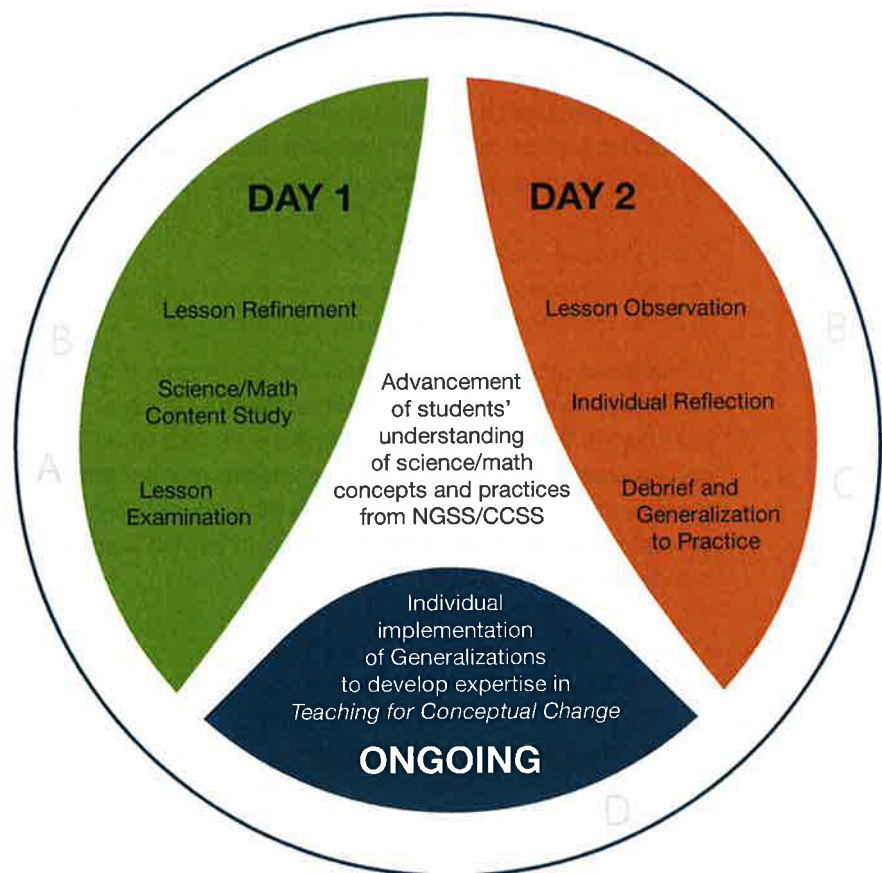 DAY 1
Lesson Refinement
Science/Math
Content Study
Lesson
Examination
DAY 2
Lesson Observation
Individual Reflection
Debrief and
Generalization
to Practice
Advancement
of students'
understanding
of science/math
concepts and practices
from NGSS/CCSS
Individual
implementation
of Generalizations
to develop expertise in
Teaching for Conceptual Change
ONGOING
B
A
B
C
D